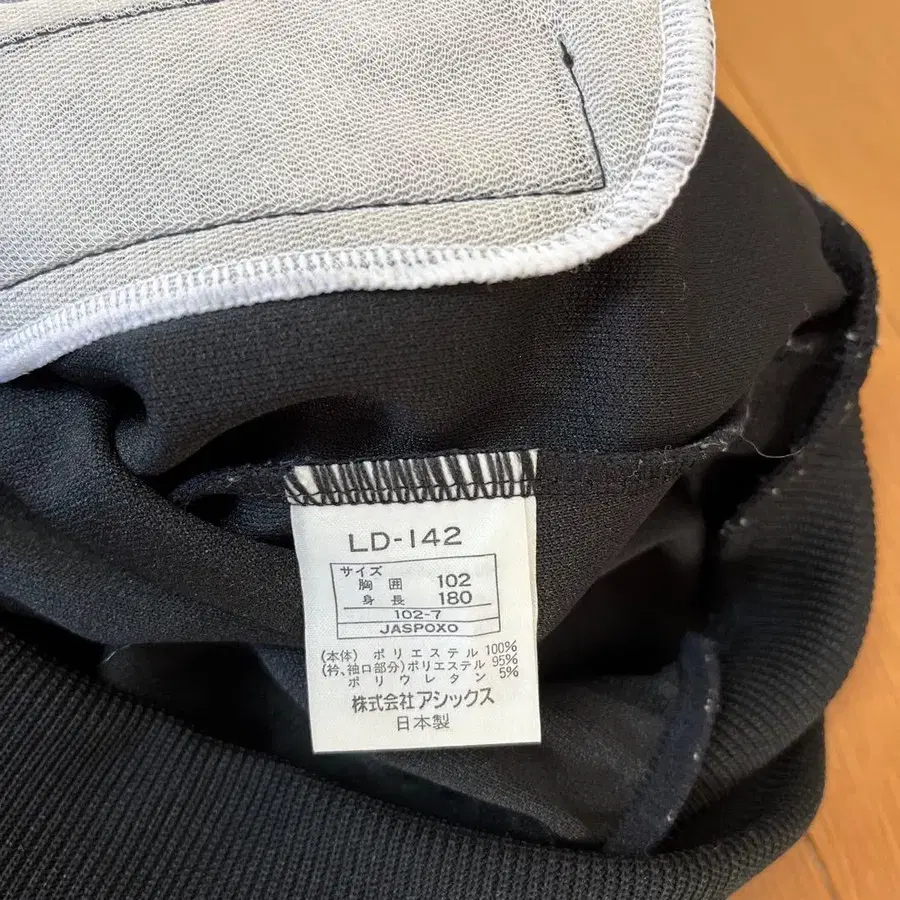 LD-142
サイズ
胸囲 102
身長 180
102-7
JASPOXO
(本体) ポリエステル 100%
(衿、袖口部分)ポリエステル 95%
ポリウレタン 5%
株式会社アシックス
日本製